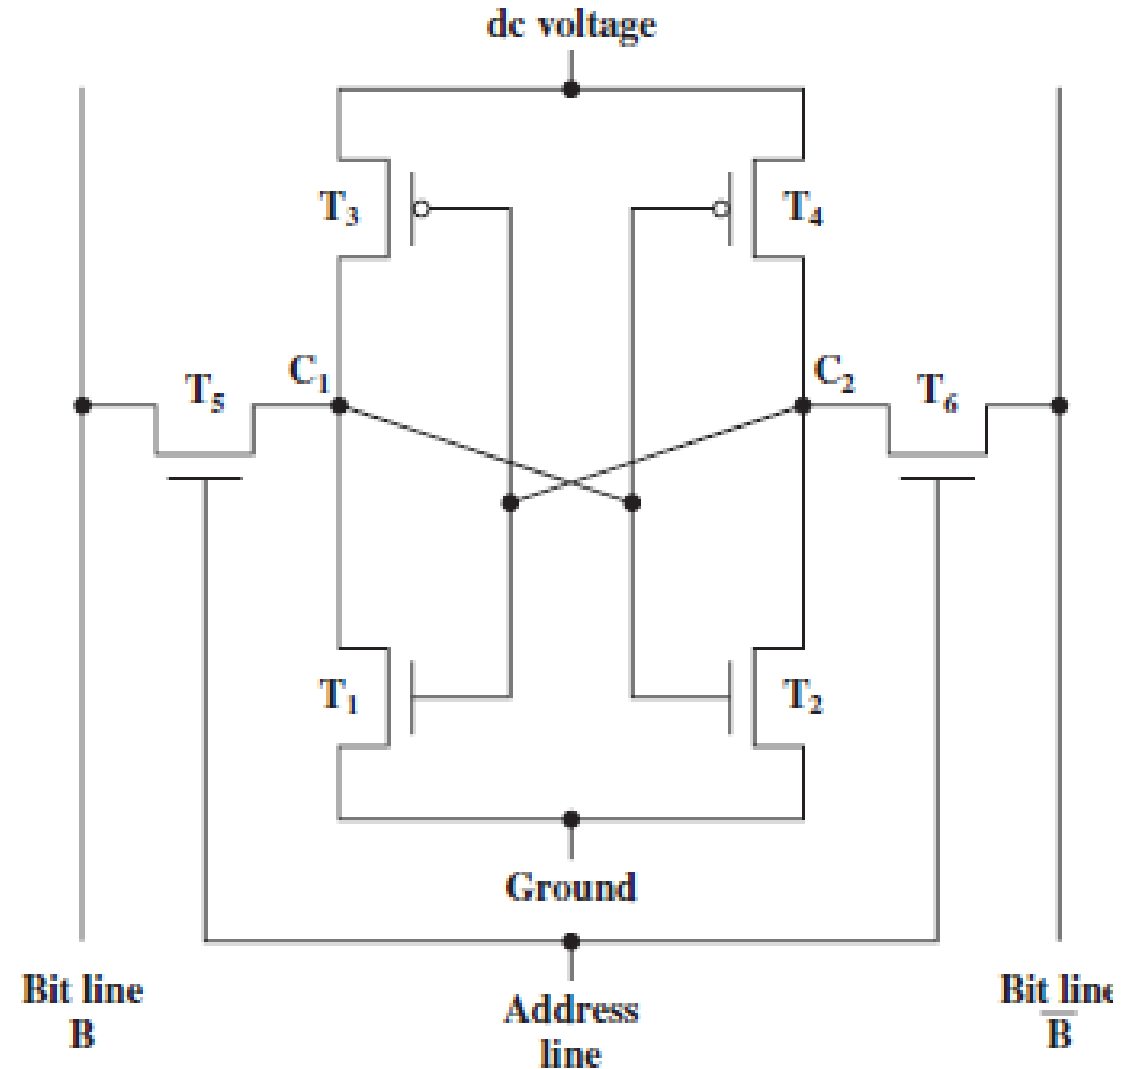 dc voltage
T₃
T₄
C₁
C₂
T₅
T₆
T₁
T₂
Ground
Bit line
B
Address
line
Bit line
B̅